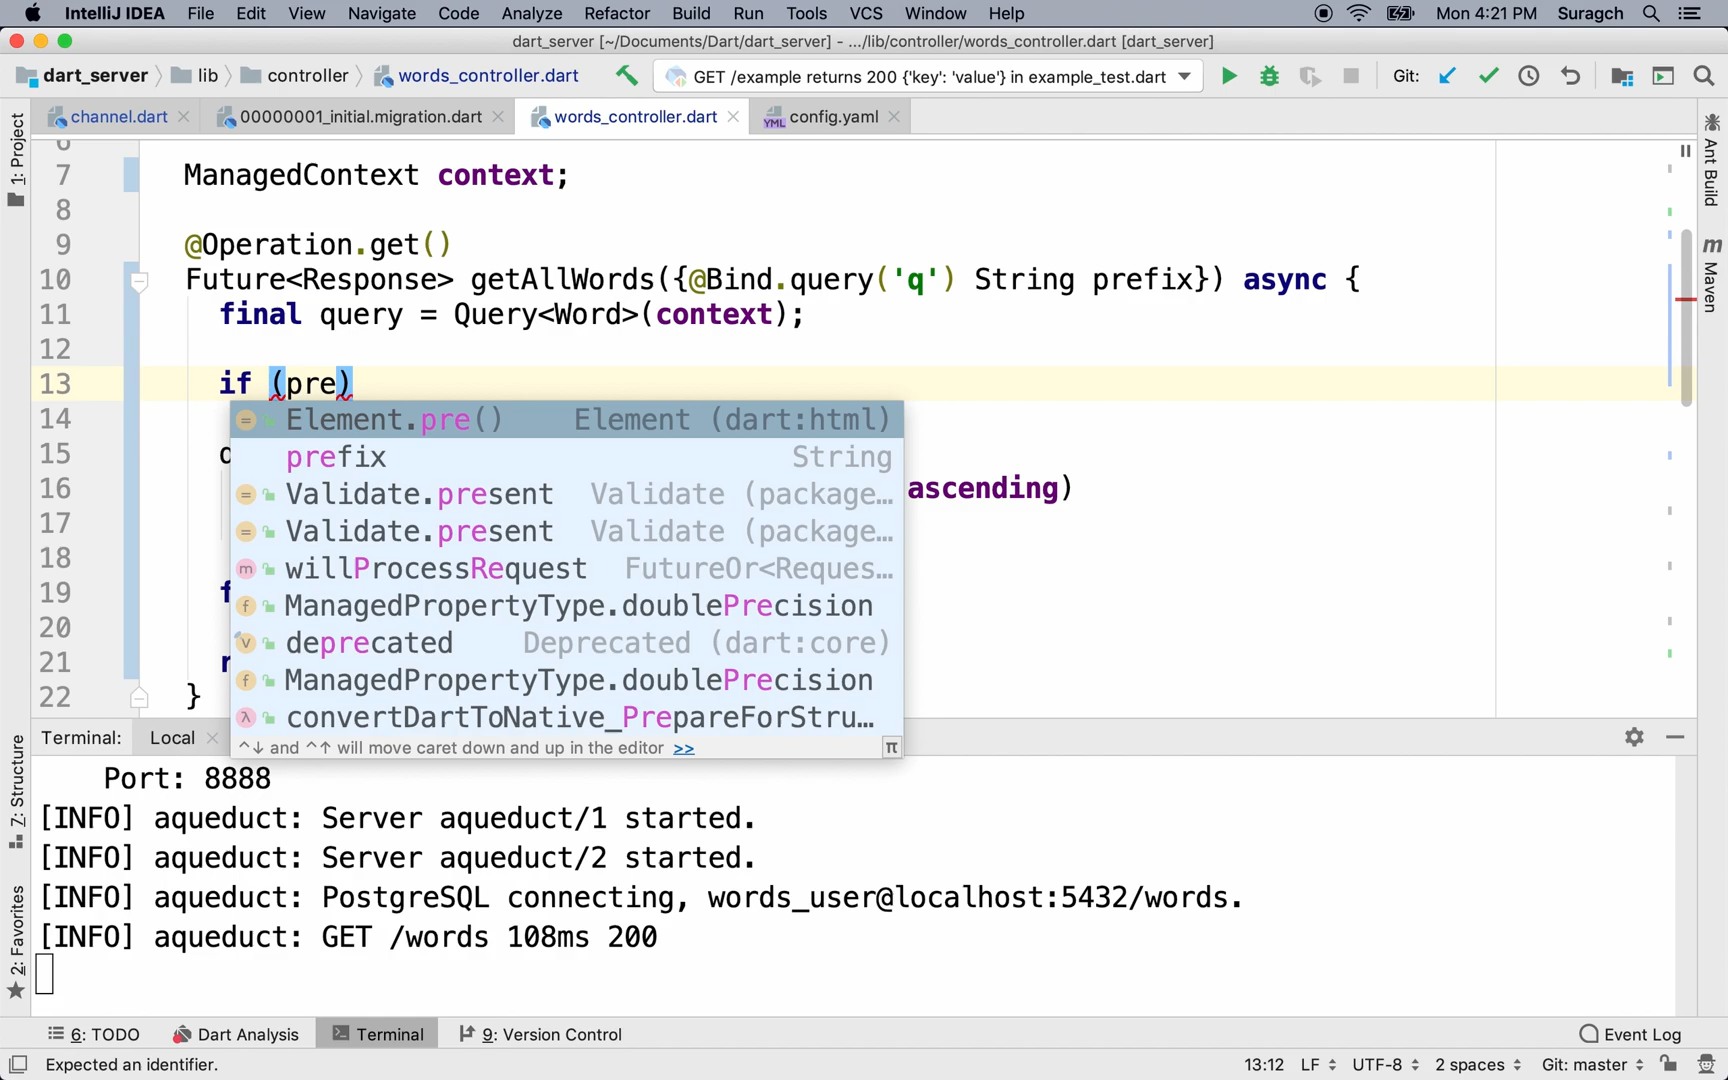 IntelliJ IDEA File Edit View Navigate Code Analyze Refactor Build Run Tools VCS Window Help Mon 4:21 PM Suragch
dart_server [~/Documents/Dart/dart_server] - .../lib/controller/words_controller.dart [dart_server]
dart_server lib controller words_controller.dart GET /example returns 200 {'key': 'value'} in example_test.dart Git:
channel.dart 00000001_initial.migration.dart words_controller.dart YML config.yaml
1: Project
Ant Build
m Maven
6
7 ManagedContext context;
8
9 @Operation.get()
10 Future<Response> getAllWords({@Bind.query('q') String prefix}) async {
11 final query = Query<Word>(context);
12
13 if (pre)
14 Element.pre() Element (dart:html)
prefix String
15
16 ascending)
Validate.present Validate (package...
17
Validate.present Validate (package...
18 willProcessRequest FutureOr<Reques...
19 f ManagedPropertyType.doublePrecision
20 deprecated Deprecated (dart:core)
21 r ManagedPropertyType.doublePrecision
22 } convertDartToNative_PrepareForStru...
^↓ and ^↑ will move caret down and up in the editor >> π
Terminal: Local
Z: Structure
2: Favorites
Port: 8888
[INFO] aqueduct: Server aqueduct/1 started.
[INFO] aqueduct: Server aqueduct/2 started.
[INFO] aqueduct: PostgreSQL connecting, words_user@localhost:5432/words.
[INFO] aqueduct: GET /words 108ms 200
6: TODO Dart Analysis Terminal 9: Version Control Event Log
Expected an identifier. 13:12 LF UTF-8 2 spaces Git: master